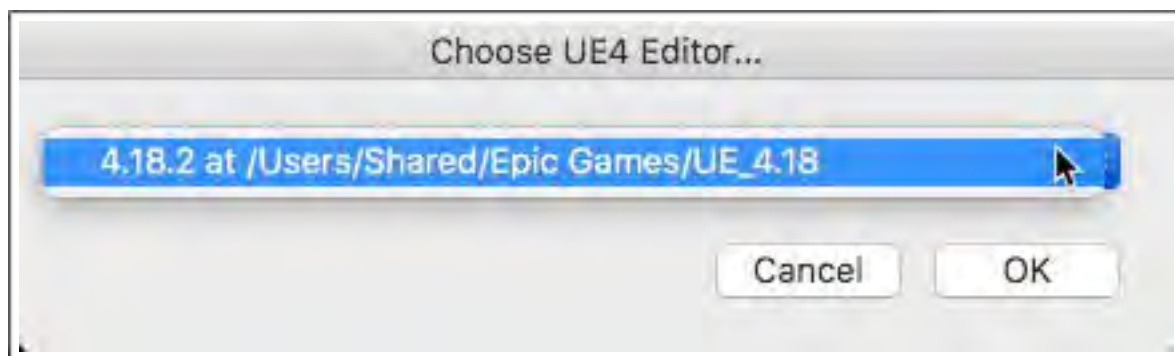 Choose UE4 Editor...
4.18.2 at /Users/Shared/Epic Games/UE_4.18
Cancel OK